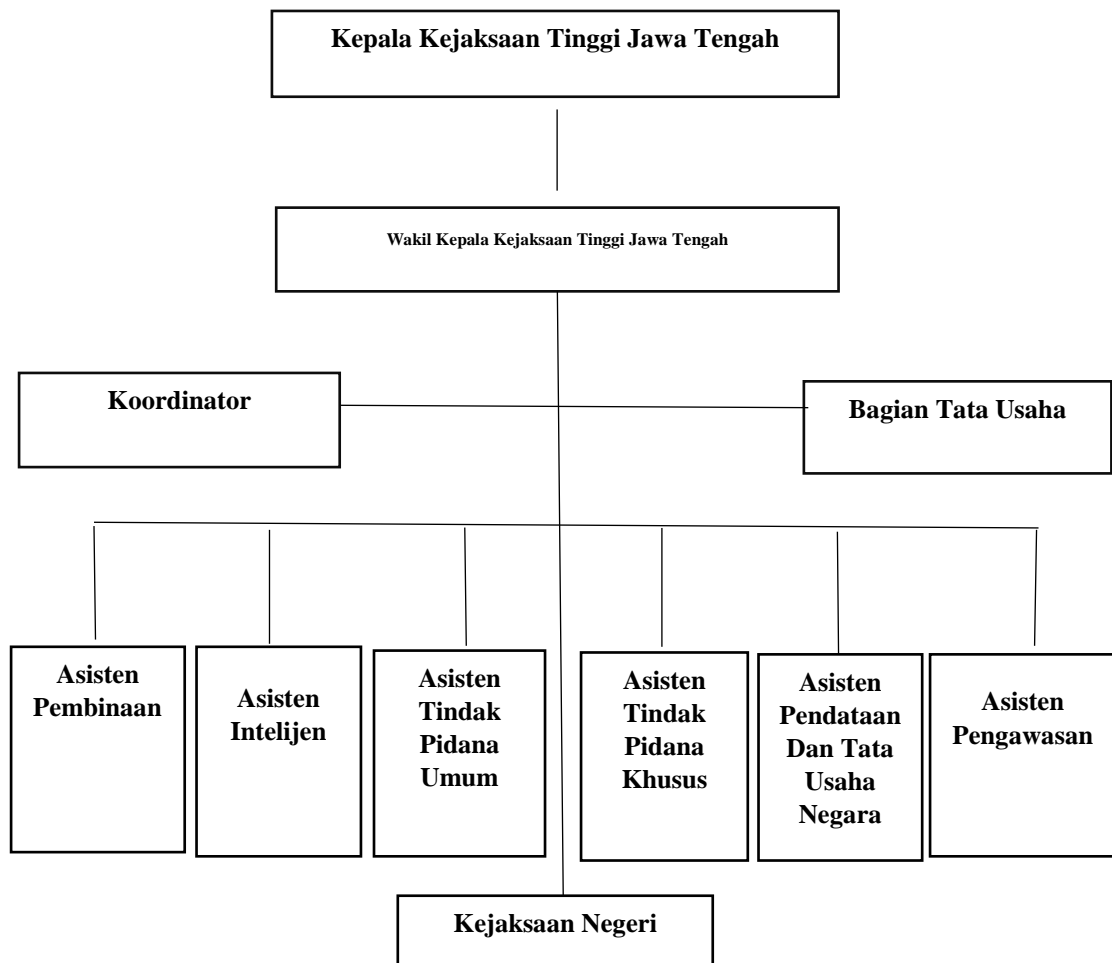 Kepala Kejaksaan Tinggi Jawa Tengah
Wakil Kepala Kejaksaan Tinggi Jawa Tengah
Koordinator
Bagian Tata Usaha
Asisten
Pembinaan
Asisten
Intelijen
Asisten
Tindak
Pidana
Umum
Asisten
Tindak
Pidana
Khusus
Asisten
Pendataan
Dan Tata
Usaha
Negara
Asisten
Pengawasan
Kejaksaan Negeri